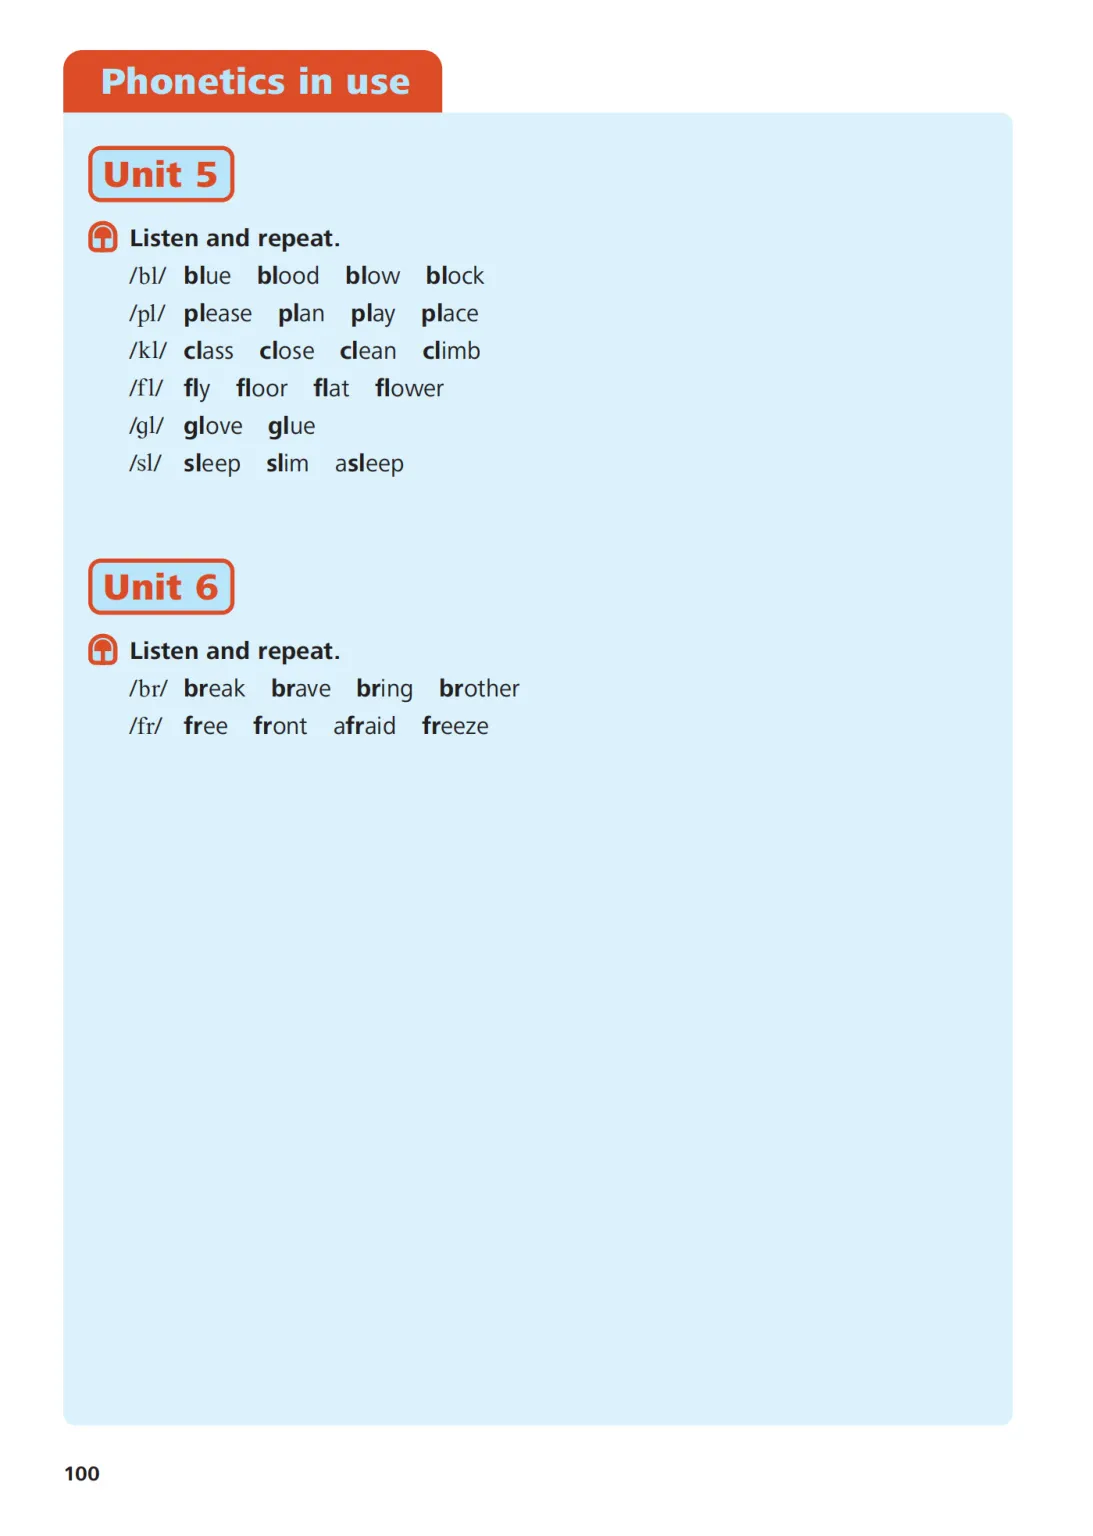 Phonetics in use
Unit 5
Listen and repeat.
/bl/ blue blood blow block
/pl/ please plan play place
/kl/ class close clean climb
/fl/ fly floor flat flower
/gl/ glove glue
/sl/ sleep slim asleep
Unit 6
Listen and repeat.
/br/ break brave bring brother
/fr/ free front afraid freeze
100